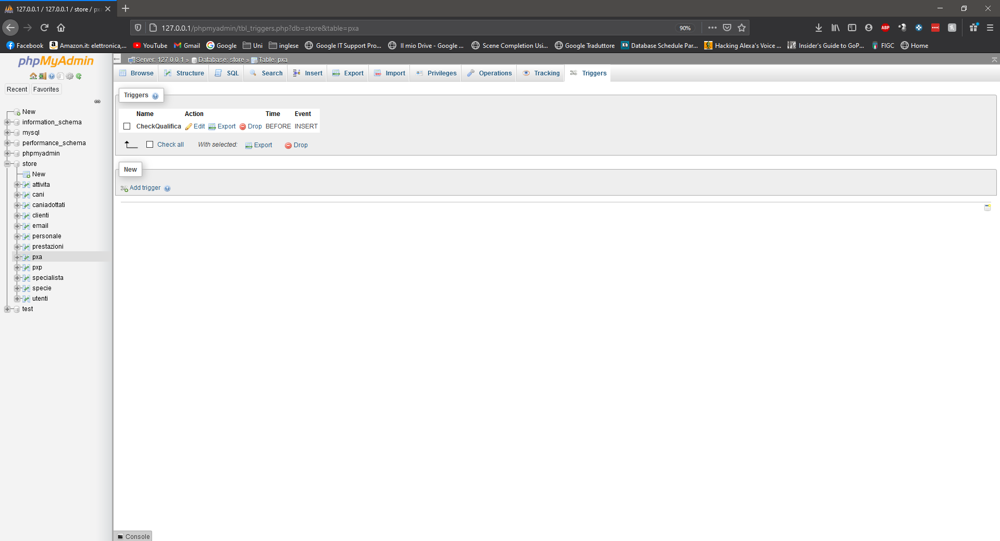 127.0.0.1 / 127.0.0.1 / store / px
127.0.0.1/phpmyadmin/tbl_triggers.php?db=store&table=pxa
90%
ABP
Facebook
Amazon.it: elettronica,...
YouTube
Gmail
Google
Uni
inglese
Google IT Support Pro...
Il mio Drive - Google ...
Scene Completion Usi...
Google Traduttore
Kh
Database Schedule Par...
Hacking Alexa's Voice ...
Insider's Guide to GoP...
FIGC
Home
phpMyAdmin
Recent
Favorites
New
information_schema
mysql
performance_schema
phpmyadmin
store
New
attivita
cani
caniadottati
clienti
email
personale
prestazioni
pxa
pxp
specialista
specie
utenti
test
Server: 127.0.0.1 » Database: store » Table: pxa
Browse
Structure
SQL
Search
Insert
Export
Import
Privileges
Operations
Tracking
Triggers
Triggers
Name Action Time Event
CheckQualifica Edit Export Drop BEFORE INSERT
Check all With selected: Export Drop
New
Add trigger
Console